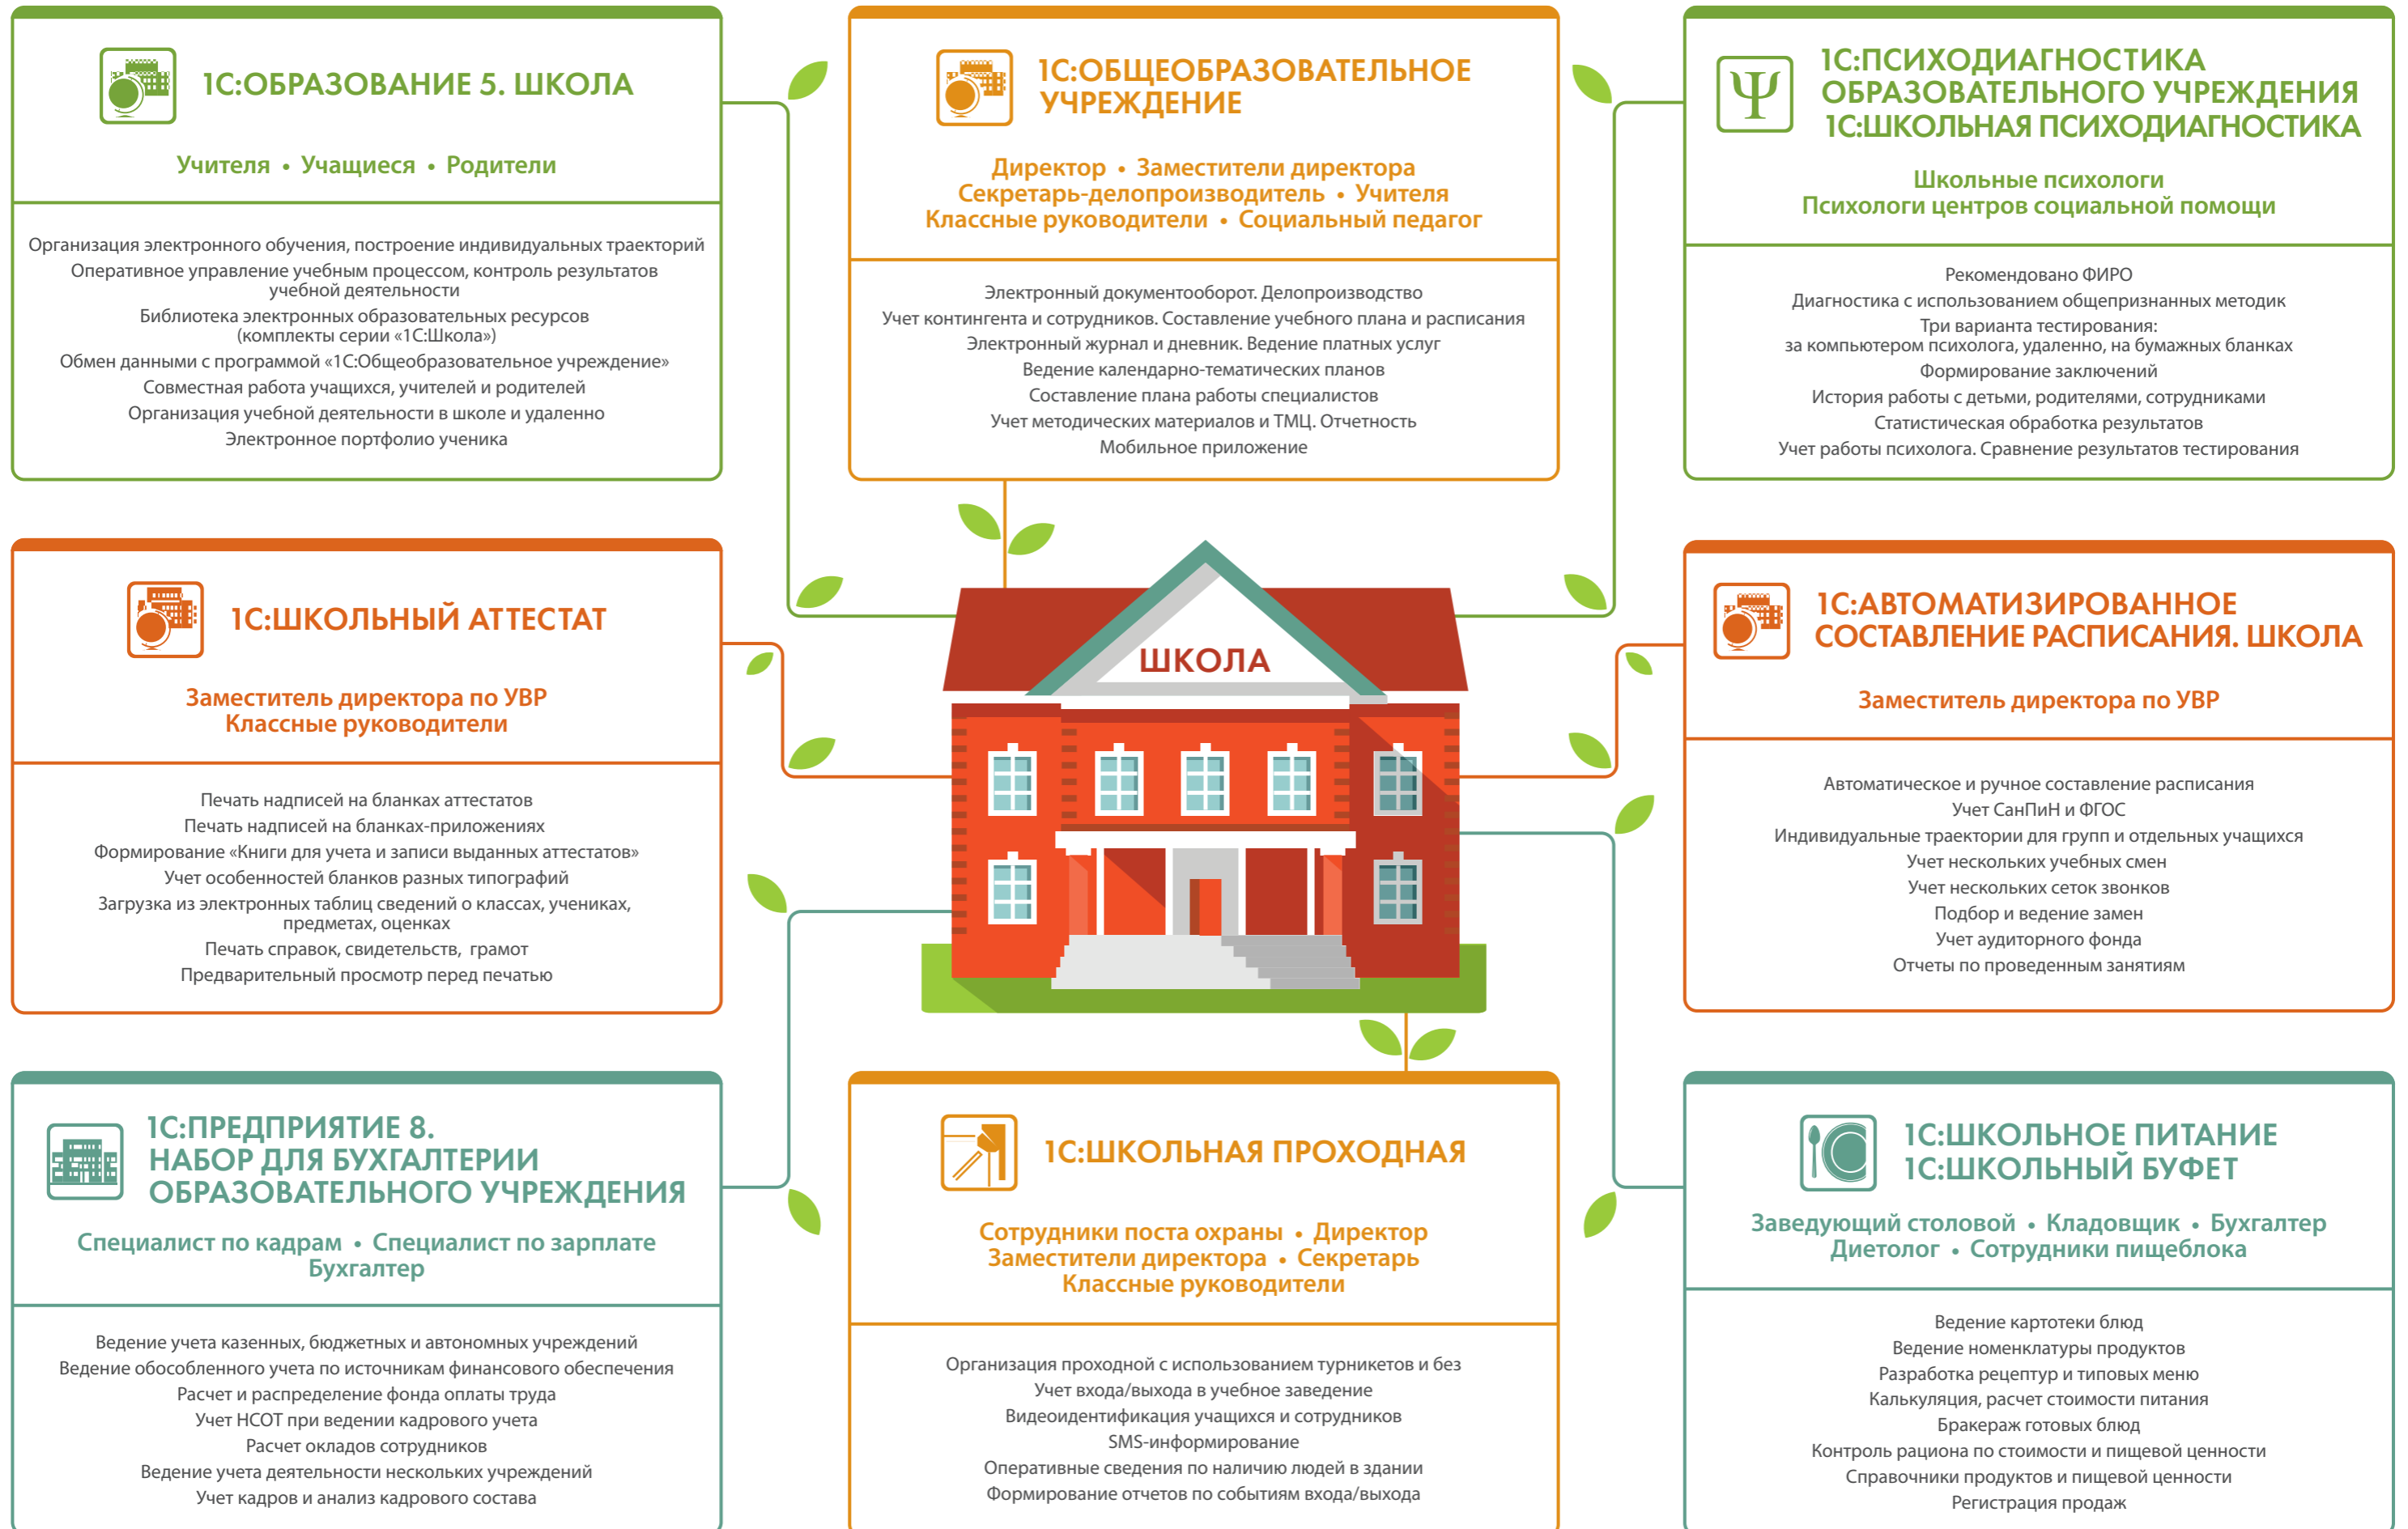 1С:ОБРАЗОВАНИЕ 5. ШКОЛА
Учителя • Учащиеся • Родители
Организация электронного обучения, построение индивидуальных траекторий
Оперативное управление учебным процессом, контроль результатов
учебной деятельности
Библиотека электронных образовательных ресурсов
(комплекты серии «1С:Школа»)
Обмен данными с программой «1С:Общеобразовательное учреждение»
Совместная работа учащихся, учителей и родителей
Организация учебной деятельности в школе и удаленно
Электронное портфолио ученика
1С:ОБЩЕОБРАЗОВАТЕЛЬНОЕ
УЧРЕЖДЕНИЕ
Директор • Заместители директора
Секретарь-делопроизводитель • Учителя
Классные руководители • Социальный педагог
Электронный документооборот. Делопроизводство
Учет контингента и сотрудников. Составление учебного плана и расписания
Электронный журнал и дневник. Ведение платных услуг
Ведение календарно-тематических планов
Составление плана работы специалистов
Учет методических материалов и ТМЦ. Отчетность
Мобильное приложение
Ψ
1С:ПСИХОДИАГНОСТИКА
ОБРАЗОВАТЕЛЬНОГО УЧРЕЖДЕНИЯ
1С:ШКОЛЬНАЯ ПСИХОДИАГНОСТИКА
Школьные психологи
Психологи центров социальной помощи
Рекомендовано ФИРО
Диагностика с использованием общепризнанных методик
Три варианта тестирования:
за компьютером психолога, удаленно, на бумажных бланках
Формирование заключений
История работы с детьми, родителями, сотрудниками
Статистическая обработка результатов
Учет работы психолога. Сравнение результатов тестирования
1С:ШКОЛЬНЫЙ АТТЕСТАТ
Заместитель директора по УВР
Классные руководители
Печать надписей на бланках аттестатов
Печать надписей на бланках-приложениях
Формирование «Книги для учета и записи выданных аттестатов»
Учет особенностей бланков разных типографий
Загрузка из электронных таблиц сведений о классах, учениках,
предметах, оценках
Печать справок, свидетельств, грамот
Предварительный просмотр перед печатью
ШКОЛА
1С:АВТОМАТИЗИРОВАННОЕ
СОСТАВЛЕНИЕ РАСПИСАНИЯ. ШКОЛА
Заместитель директора по УВР
Автоматическое и ручное составление расписания
Учет СанПиН и ФГОС
Индивидуальные траектории для групп и отдельных учащихся
Учет нескольких учебных смен
Учет нескольких сеток звонков
Подбор и ведение замен
Учет аудиторного фонда
Отчеты по проведенным занятиям
1С:ПРЕДПРИЯТИЕ 8.
НАБОР ДЛЯ БУХГАЛТЕРИИ
ОБРАЗОВАТЕЛЬНОГО УЧРЕЖДЕНИЯ
Специалист по кадрам • Специалист по зарплате
Бухгалтер
Ведение учета казенных, бюджетных и автономных учреждений
Ведение обособленного учета по источникам финансового обеспечения
Расчет и распределение фонда оплаты труда
Учет НСОТ при ведении кадрового учета
Расчет окладов сотрудников
Ведение учета деятельности нескольких учреждений
Учет кадров и анализ кадрового состава
1С:ШКОЛЬНАЯ ПРОХОДНАЯ
Сотрудники поста охраны • Директор
Заместители директора • Секретарь
Классные руководители
Организация проходной с использованием турникетов и без
Учет входа/выхода в учебное заведение
Видеоидентификация учащихся и сотрудников
SMS-информирование
Оперативные сведения по наличию людей в здании
Формирование отчетов по событиям входа/выхода
1С:ШКОЛЬНОЕ ПИТАНИЕ
1С:ШКОЛЬНЫЙ БУФЕТ
Заведующий столовой • Кладовщик • Бухгалтер
Диетолог • Сотрудники пищеблока
Ведение картотеки блюд
Ведение номенклатуры продуктов
Разработка рецептур и типовых меню
Калькуляция, расчет стоимости питания
Бракераж готовых блюд
Контроль рациона по стоимости и пищевой ценности
Справочники продуктов и пищевой ценности
Регистрация продаж